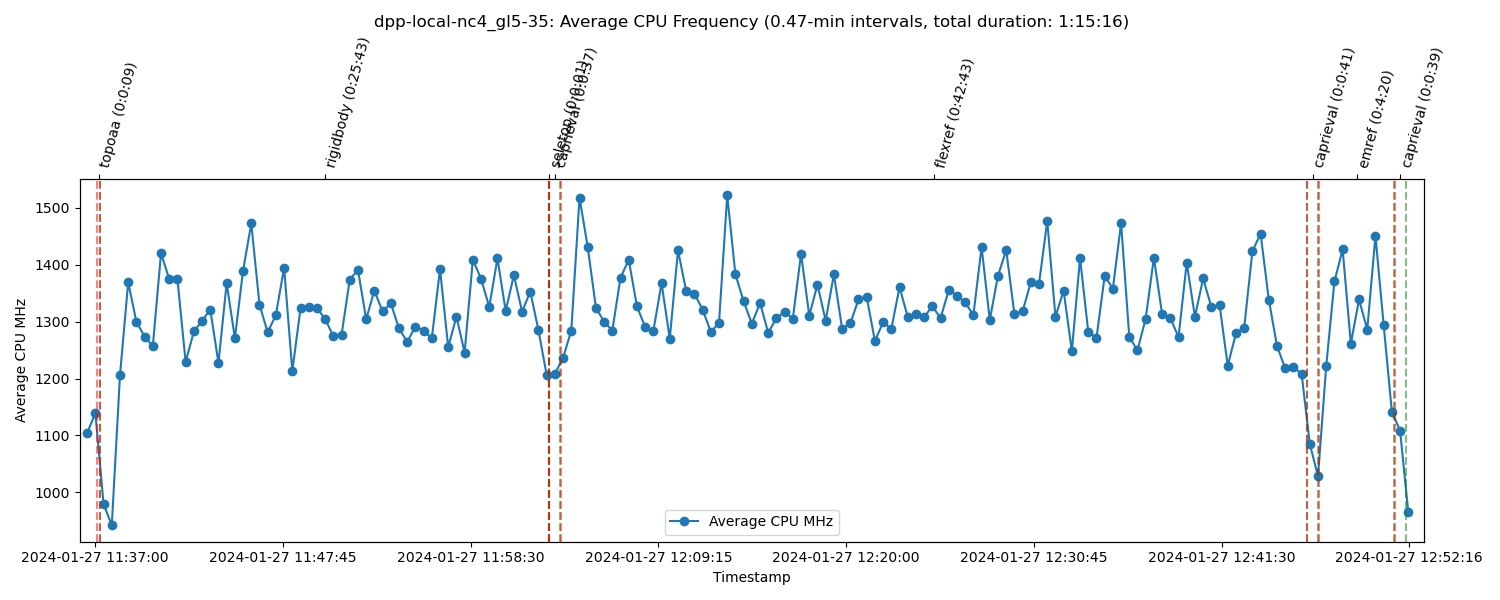 dpp-local-nc4_gl5-35: Average CPU Frequency (0.47-min intervals, total duration: 1:15:16)
topoaa (0:0:09)
rigidbody (0:25:43)
seletop (0:0:01)
caprieval (0:0:37)
flexref (0:42:43)
caprieval (0:0:41)
emref (0:4:20)
caprieval (0:0:39)
Average CPU MHz
1500
1400
1300
1200
1100
1000
Average CPU MHz
2024-01-27 11:37:00
2024-01-27 11:47:45
2024-01-27 11:58:30
2024-01-27 12:09:15
2024-01-27 12:20:00
2024-01-27 12:30:45
2024-01-27 12:41:30
2024-01-27 12:52:16
Timestamp